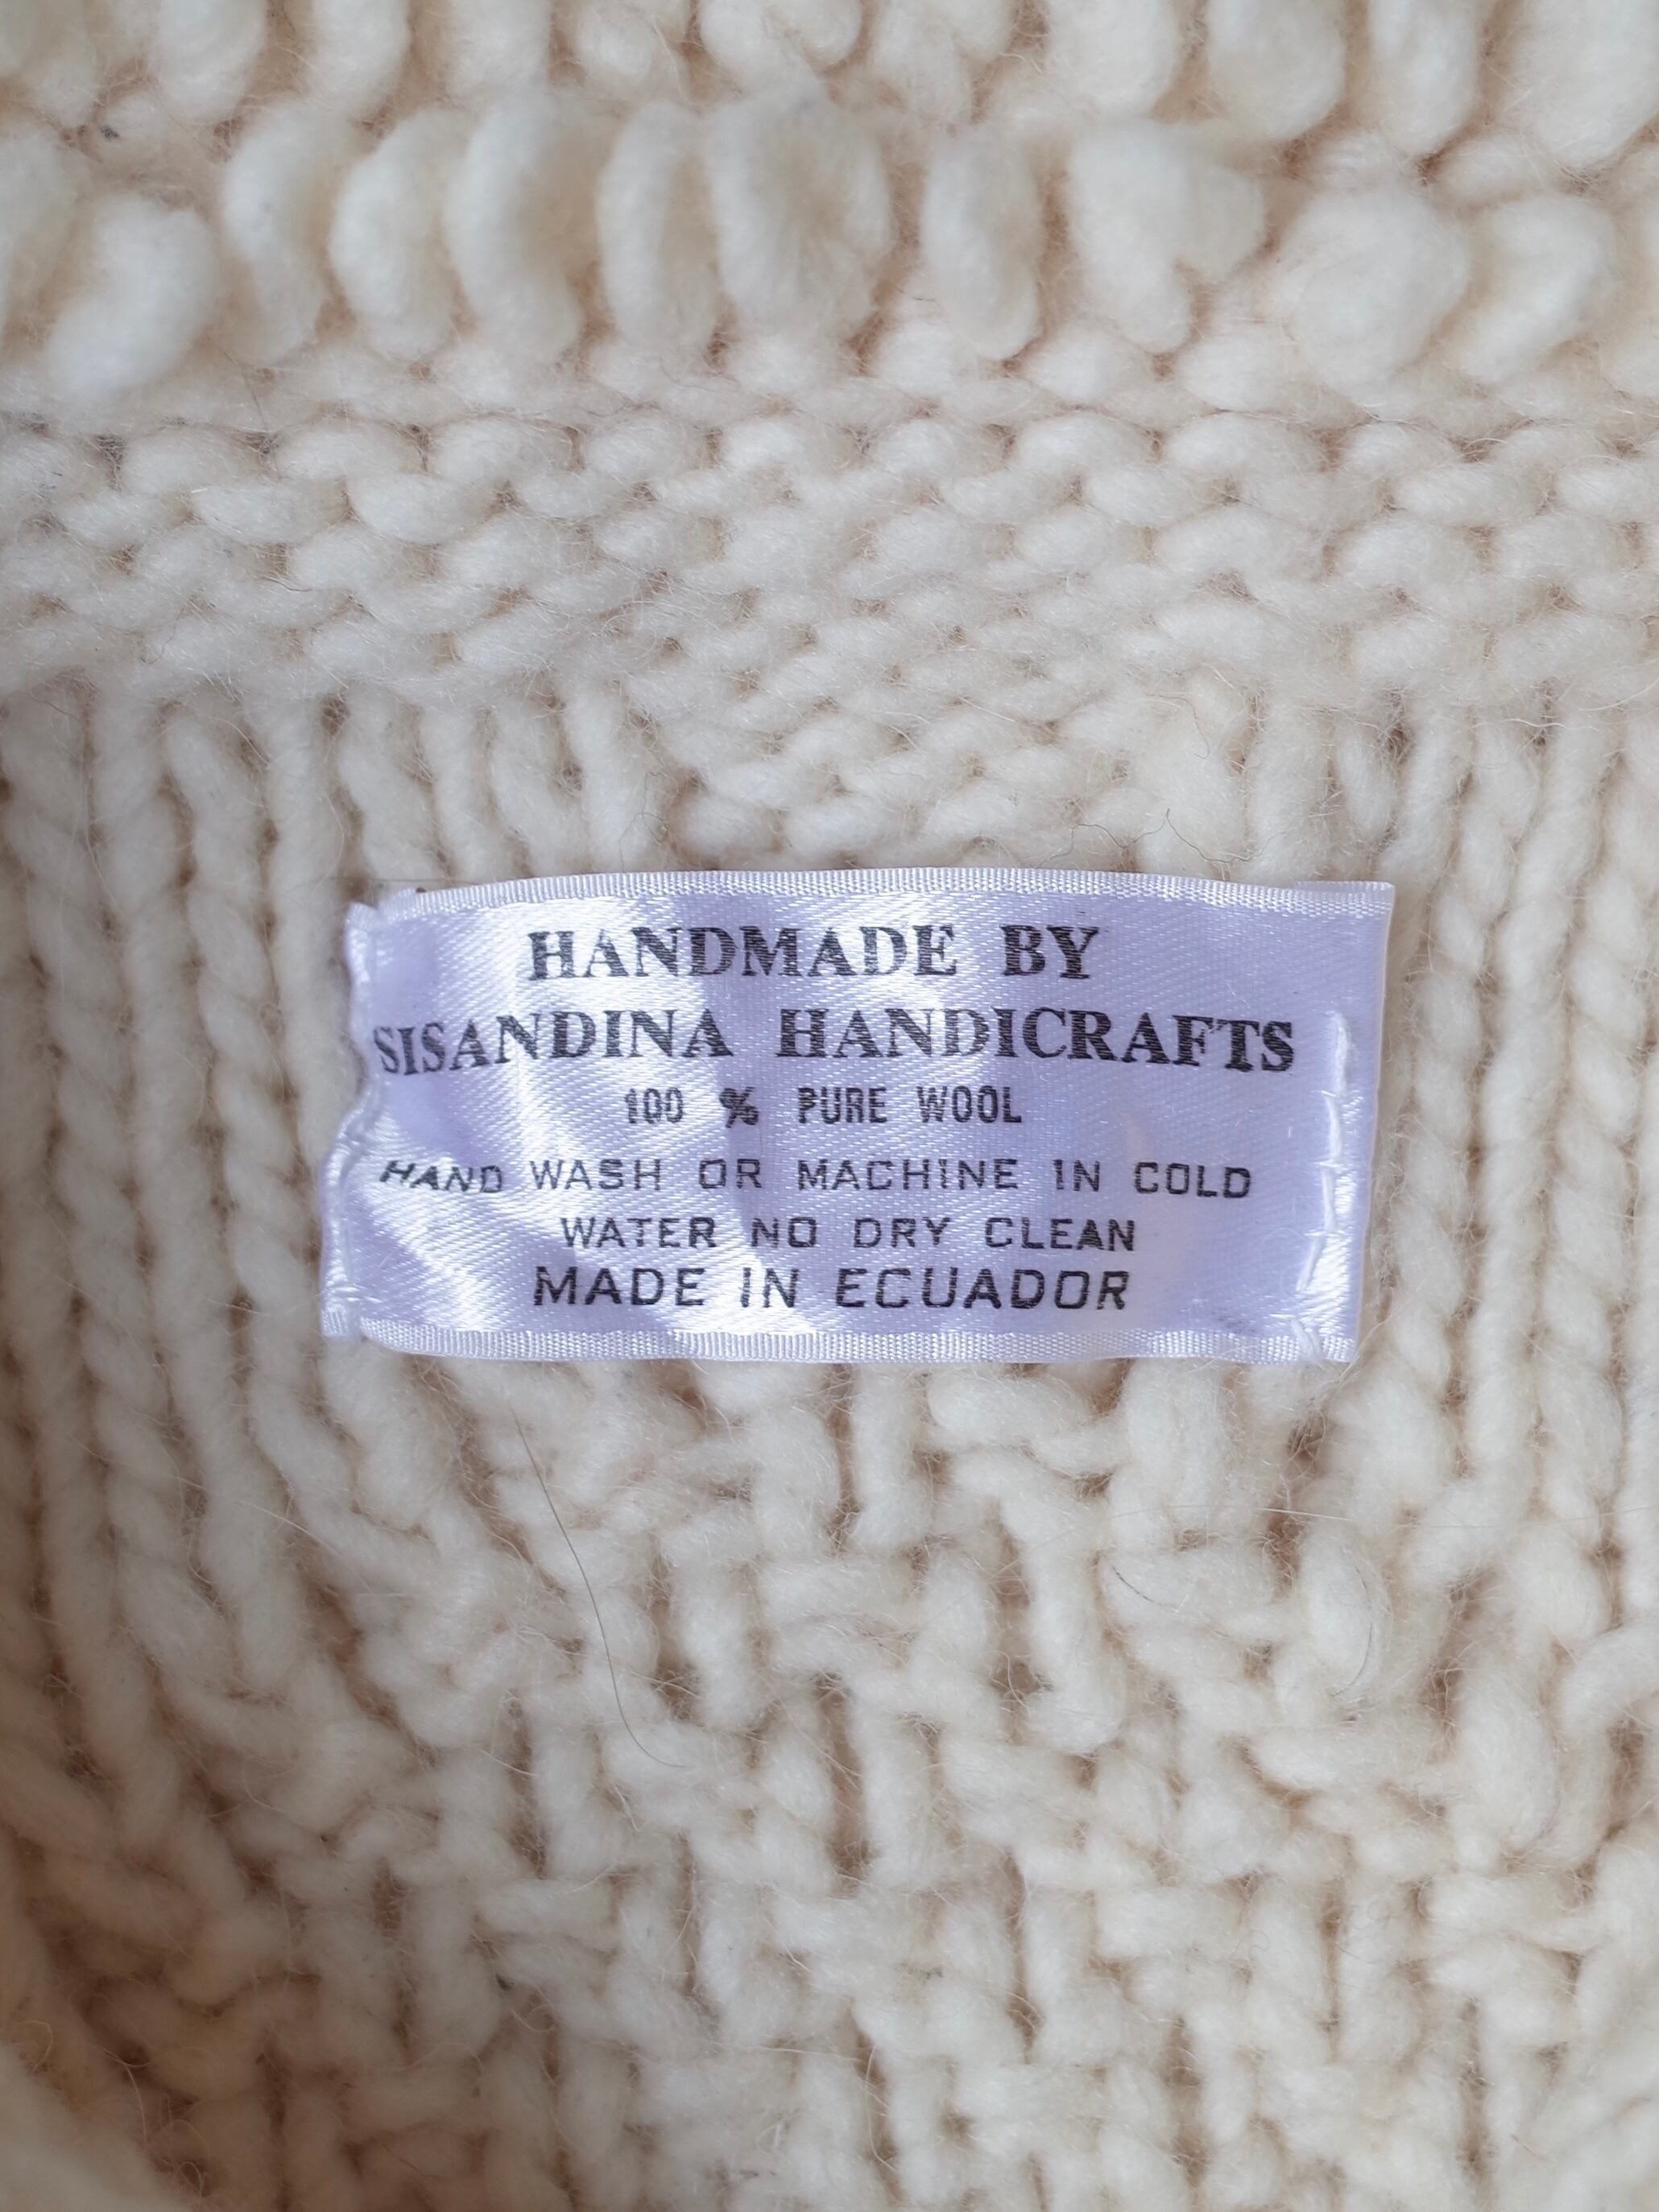 HANDMADE BY
SISANDINA HANDICRAFTS
100 % PURE WOOL
HAND WASH OR MACHINE IN COLD
WATER NO DRY CLEAN
MADE IN ECUADOR